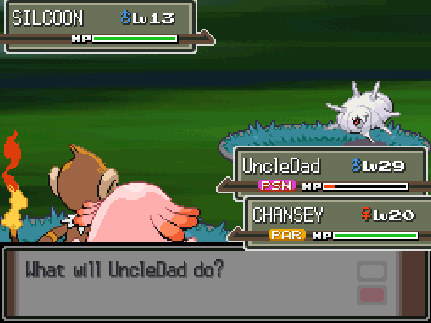 SILCOON ♂Lv13
HP
UncleDad ♂Lv29
PSN HP
CHANSEY ♀Lv20
PAR HP
What will UncleDad do?